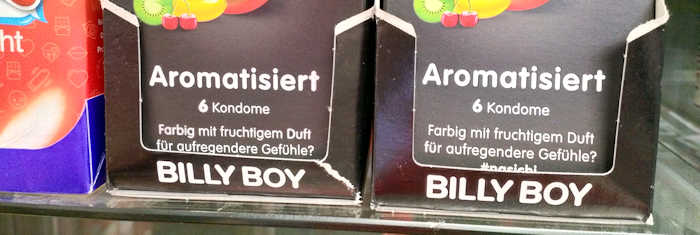 ht
Aromatisiert
6 Kondome
Farbig mit fruchtigem Duft
für aufregendere Gefühle?
BILLY BOY
Aromatisiert
6 Kondome
Farbig mit fruchtigem Duft
für aufregendere Gefühle?
BILLY BOY